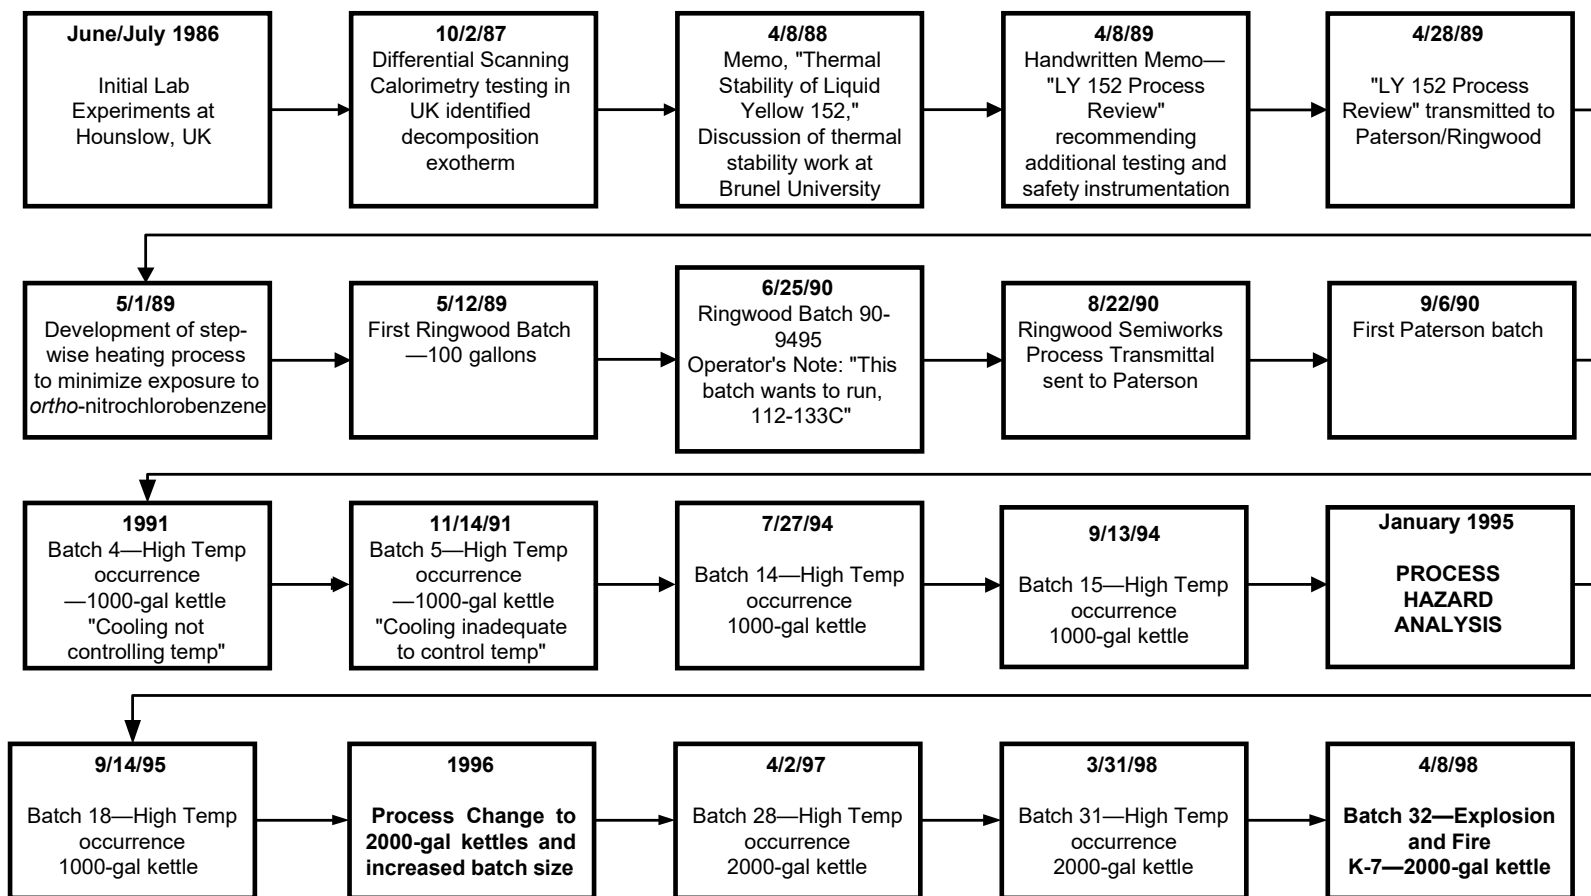 June/July 1986
Initial Lab
Experiments at
Hounslow, UK
10/2/87
Differential Scanning
Calorimetry testing in
UK identified
decomposition
exotherm
4/8/88
Memo, "Thermal
Stability of Liquid
Yellow 152,"
Discussion of thermal
stability work at
Brunel University
4/8/89
Handwritten Memo—
"LY 152 Process
Review"
recommending
additional testing and
safety instrumentation
4/28/89
"LY 152 Process
Review" transmitted to
Paterson/Ringwood
5/1/89
Development of step-
wise heating process
to minimize exposure to
ortho-nitrochlorobenzene
5/12/89
First Ringwood Batch
—100 gallons
6/25/90
Ringwood Batch 90-
9495
Operator's Note: "This
batch wants to run,
112-133C"
8/22/90
Ringwood Semiworks
Process Transmittal
sent to Paterson
9/6/90
First Paterson batch
1991
Batch 4—High Temp
occurrence
—1000-gal kettle
"Cooling not
controlling temp"
11/14/91
Batch 5—High Temp
occurrence
—1000-gal kettle
"Cooling inadequate
to control temp"
7/27/94
Batch 14—High Temp
occurrence
1000-gal kettle
9/13/94
Batch 15—High Temp
occurrence
1000-gal kettle
January 1995
PROCESS
HAZARD
ANALYSIS
9/14/95
Batch 18—High Temp
occurrence
1000-gal kettle
1996
Process Change to
2000-gal kettles and
increased batch size
4/2/97
Batch 28—High Temp
occurrence
2000-gal kettle
3/31/98
Batch 31—High Temp
occurrence
2000-gal kettle
4/8/98
Batch 32—Explosion
and Fire
K-7—2000-gal kettle